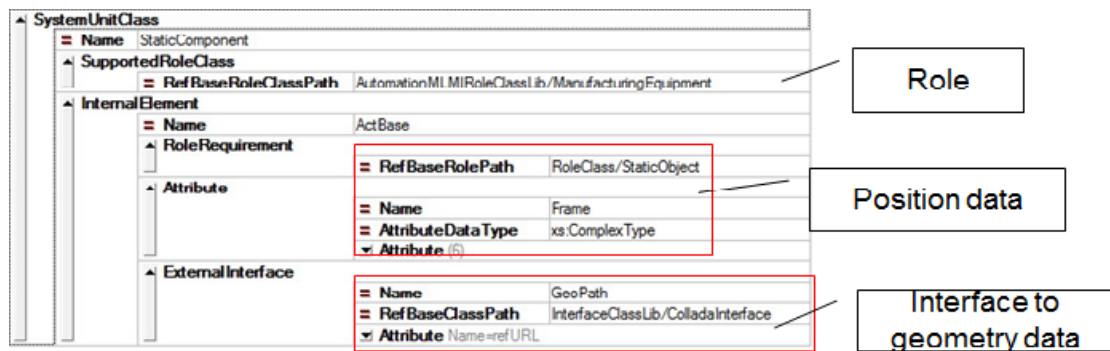 SystemUnitClass
Name StaticComponent
SupportedRoleClass
RefBaseRoleClassPath AutomationMLMIRoleClassLib/ManufacturingEquipment
Role
InternalElement
Name ActBase
RoleRequirement
RefBaseRolePath RoleClass/StaticObject
Attribute
Position data
Name Frame
AttributeDataType xs:ComplexType
Attribute (6)
ExternalInterface
Name GeoPath
RefBaseClassPath InterfaceClassLib/ColladaInterface
Attribute Name=refURL
Interface to
geometry data